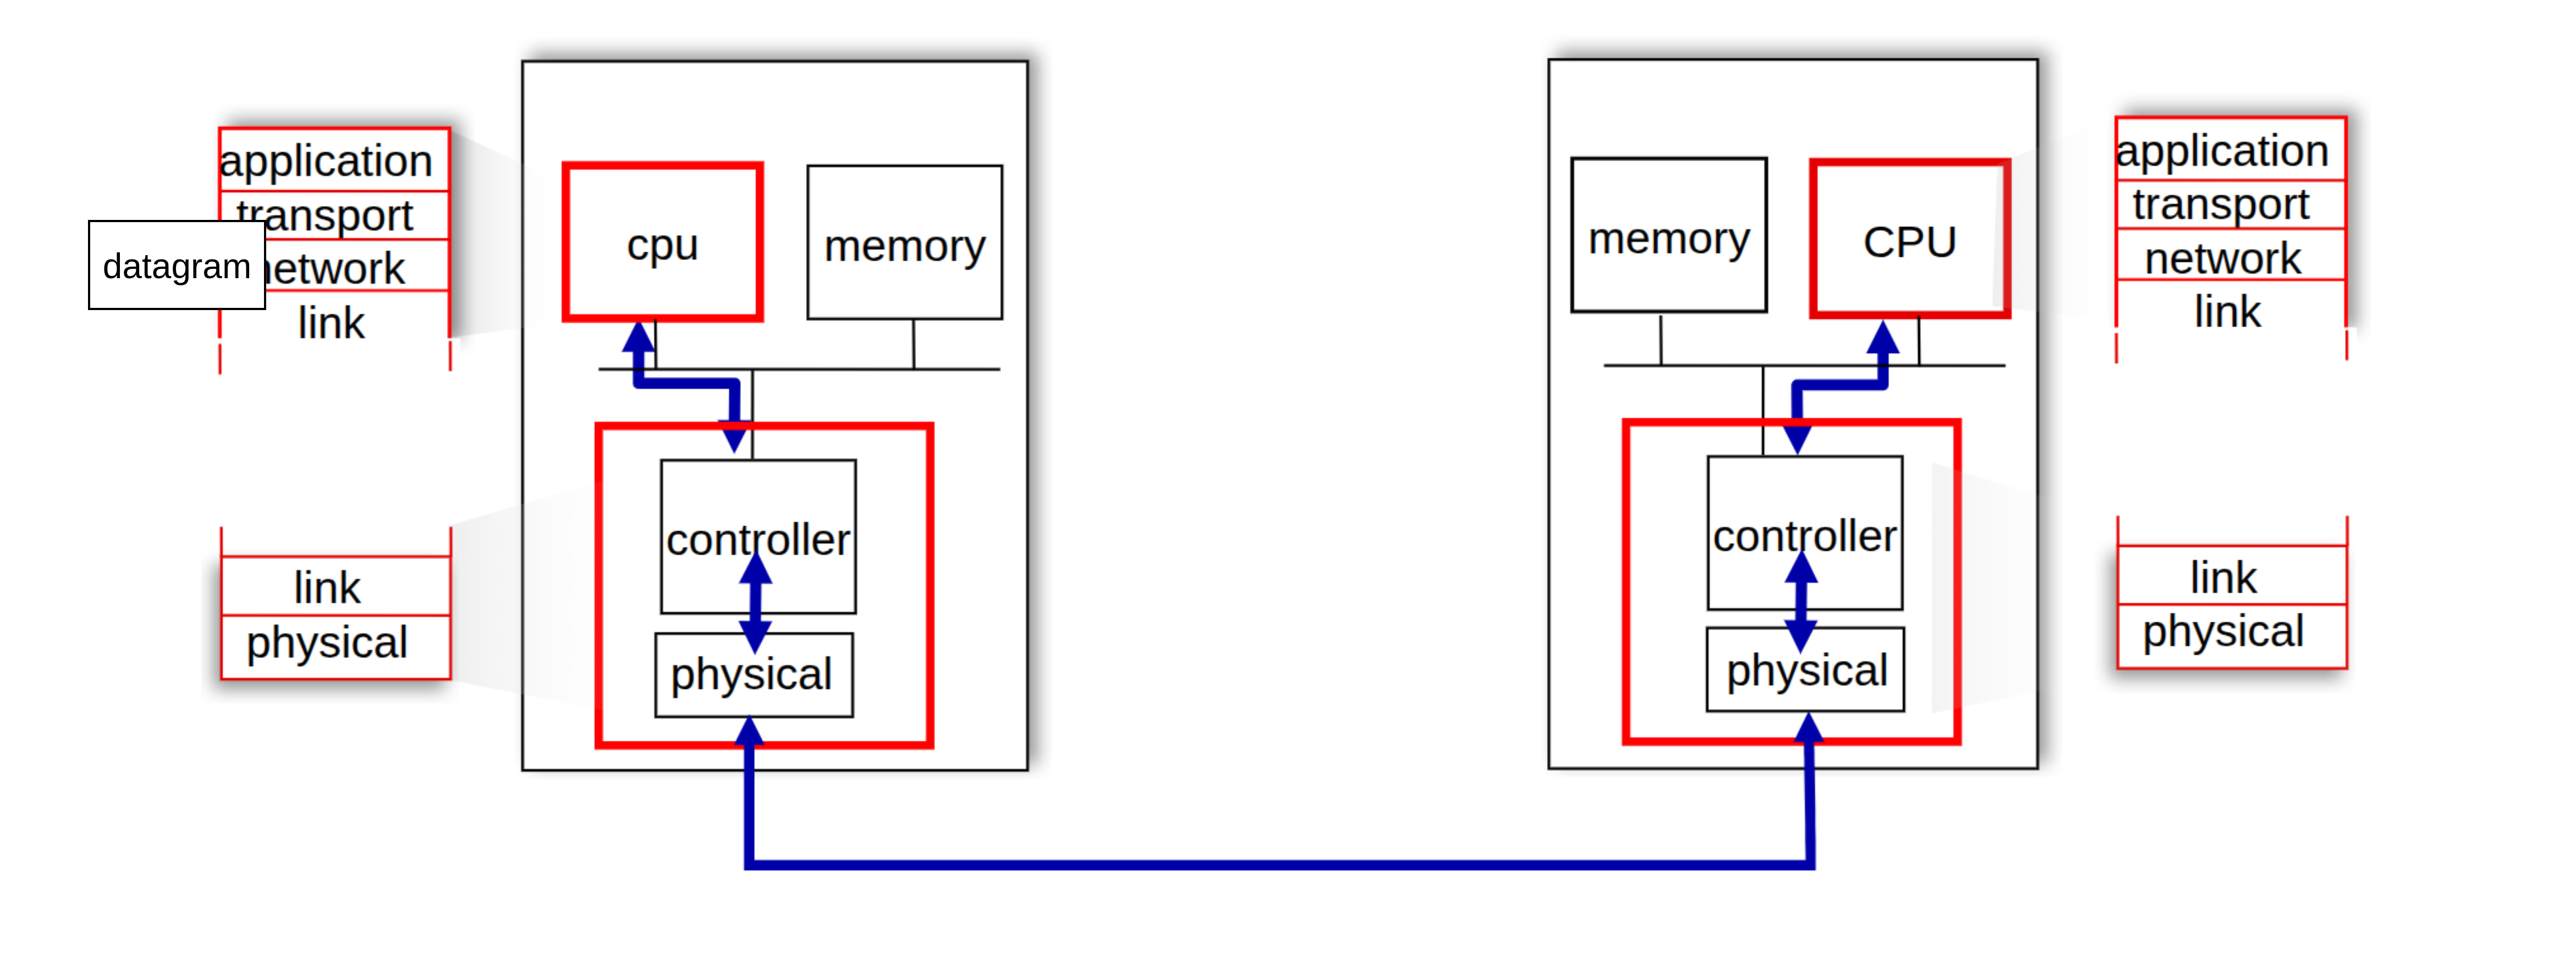 application
transport
datagram
network
link
link
physical
cpu
memory
controller
physical
memory
CPU
controller
physical
application
transport
network
link
link
physical